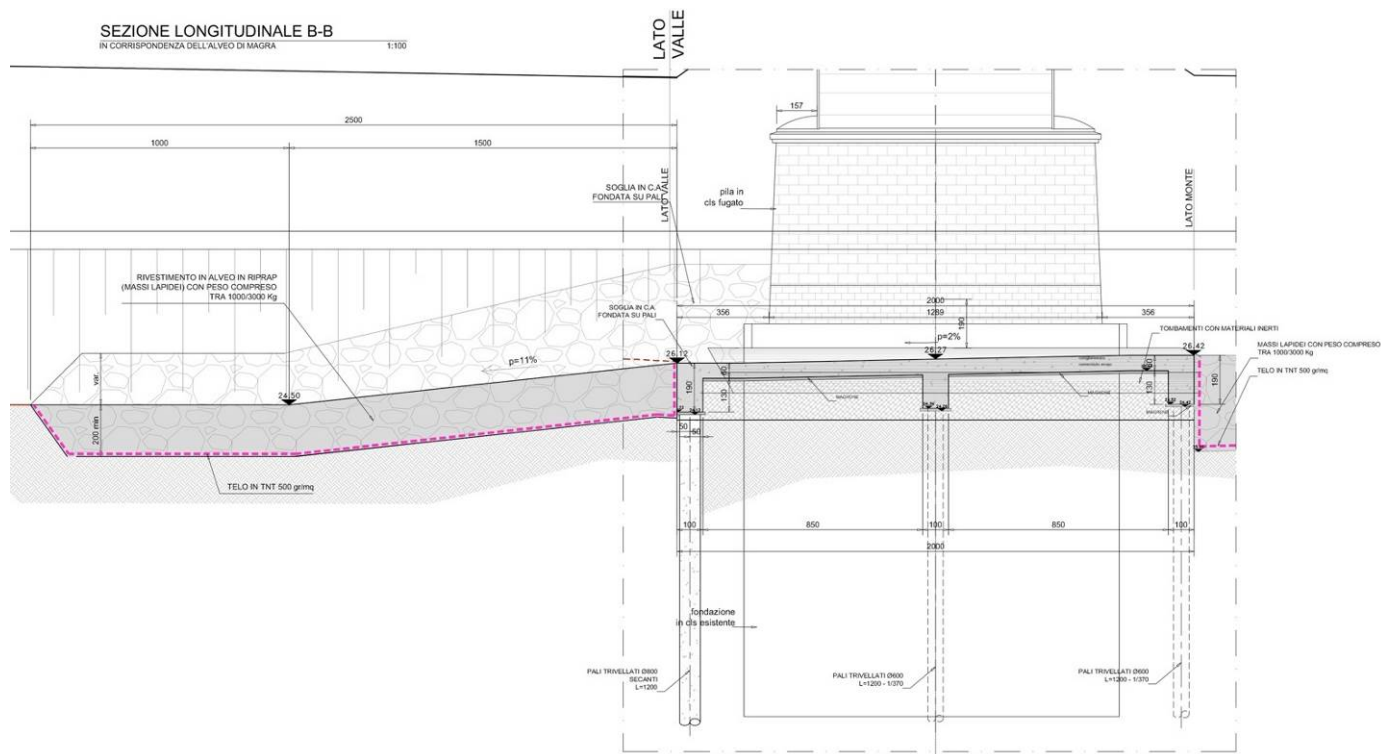 SEZIONE LONGITUDINALE B-B
IN CORRISPONDENZA DELL'ALVEO DI MAGRA
1:100
LATO
VALLE
157
2500
1000
1500
SOGLIA IN C.A.
FONDATA SU PALI
LATO VALLE
pila in
cls fugato
LATO MONTE
RIVESTIMENTO IN ALVEO IN RIPRAP
(MASSI LAPIDEI) CON PESO COMPRESO
TRA 1000/3000 Kg
SOGLIA IN C.A.
FONDATA SU PALI
2000
356
1289
356
190
TOMBAMENTI CON MATERIALI INERTI
p=2%
MASSI LAPIDEI CON PESO COMPRESO
TRA 1000/3000 Kg
TELO IN TNT 500 gr/mq
26.12
26.27
26.42
p=11%
var.
24.50
200 min
60
190
130
60
130
190
MAGRONE
MAGRONE
50
50
TELO IN TNT 500 gr/mq
100
850
100
850
100
2000
fondazione
in cls esistente
PALI TRIVELLATI Ø800
SECANTI
L=1200
PALI TRIVELLATI Ø600
L=1200 - 1/370
PALI TRIVELLATI Ø600
L=1200 - 1/370